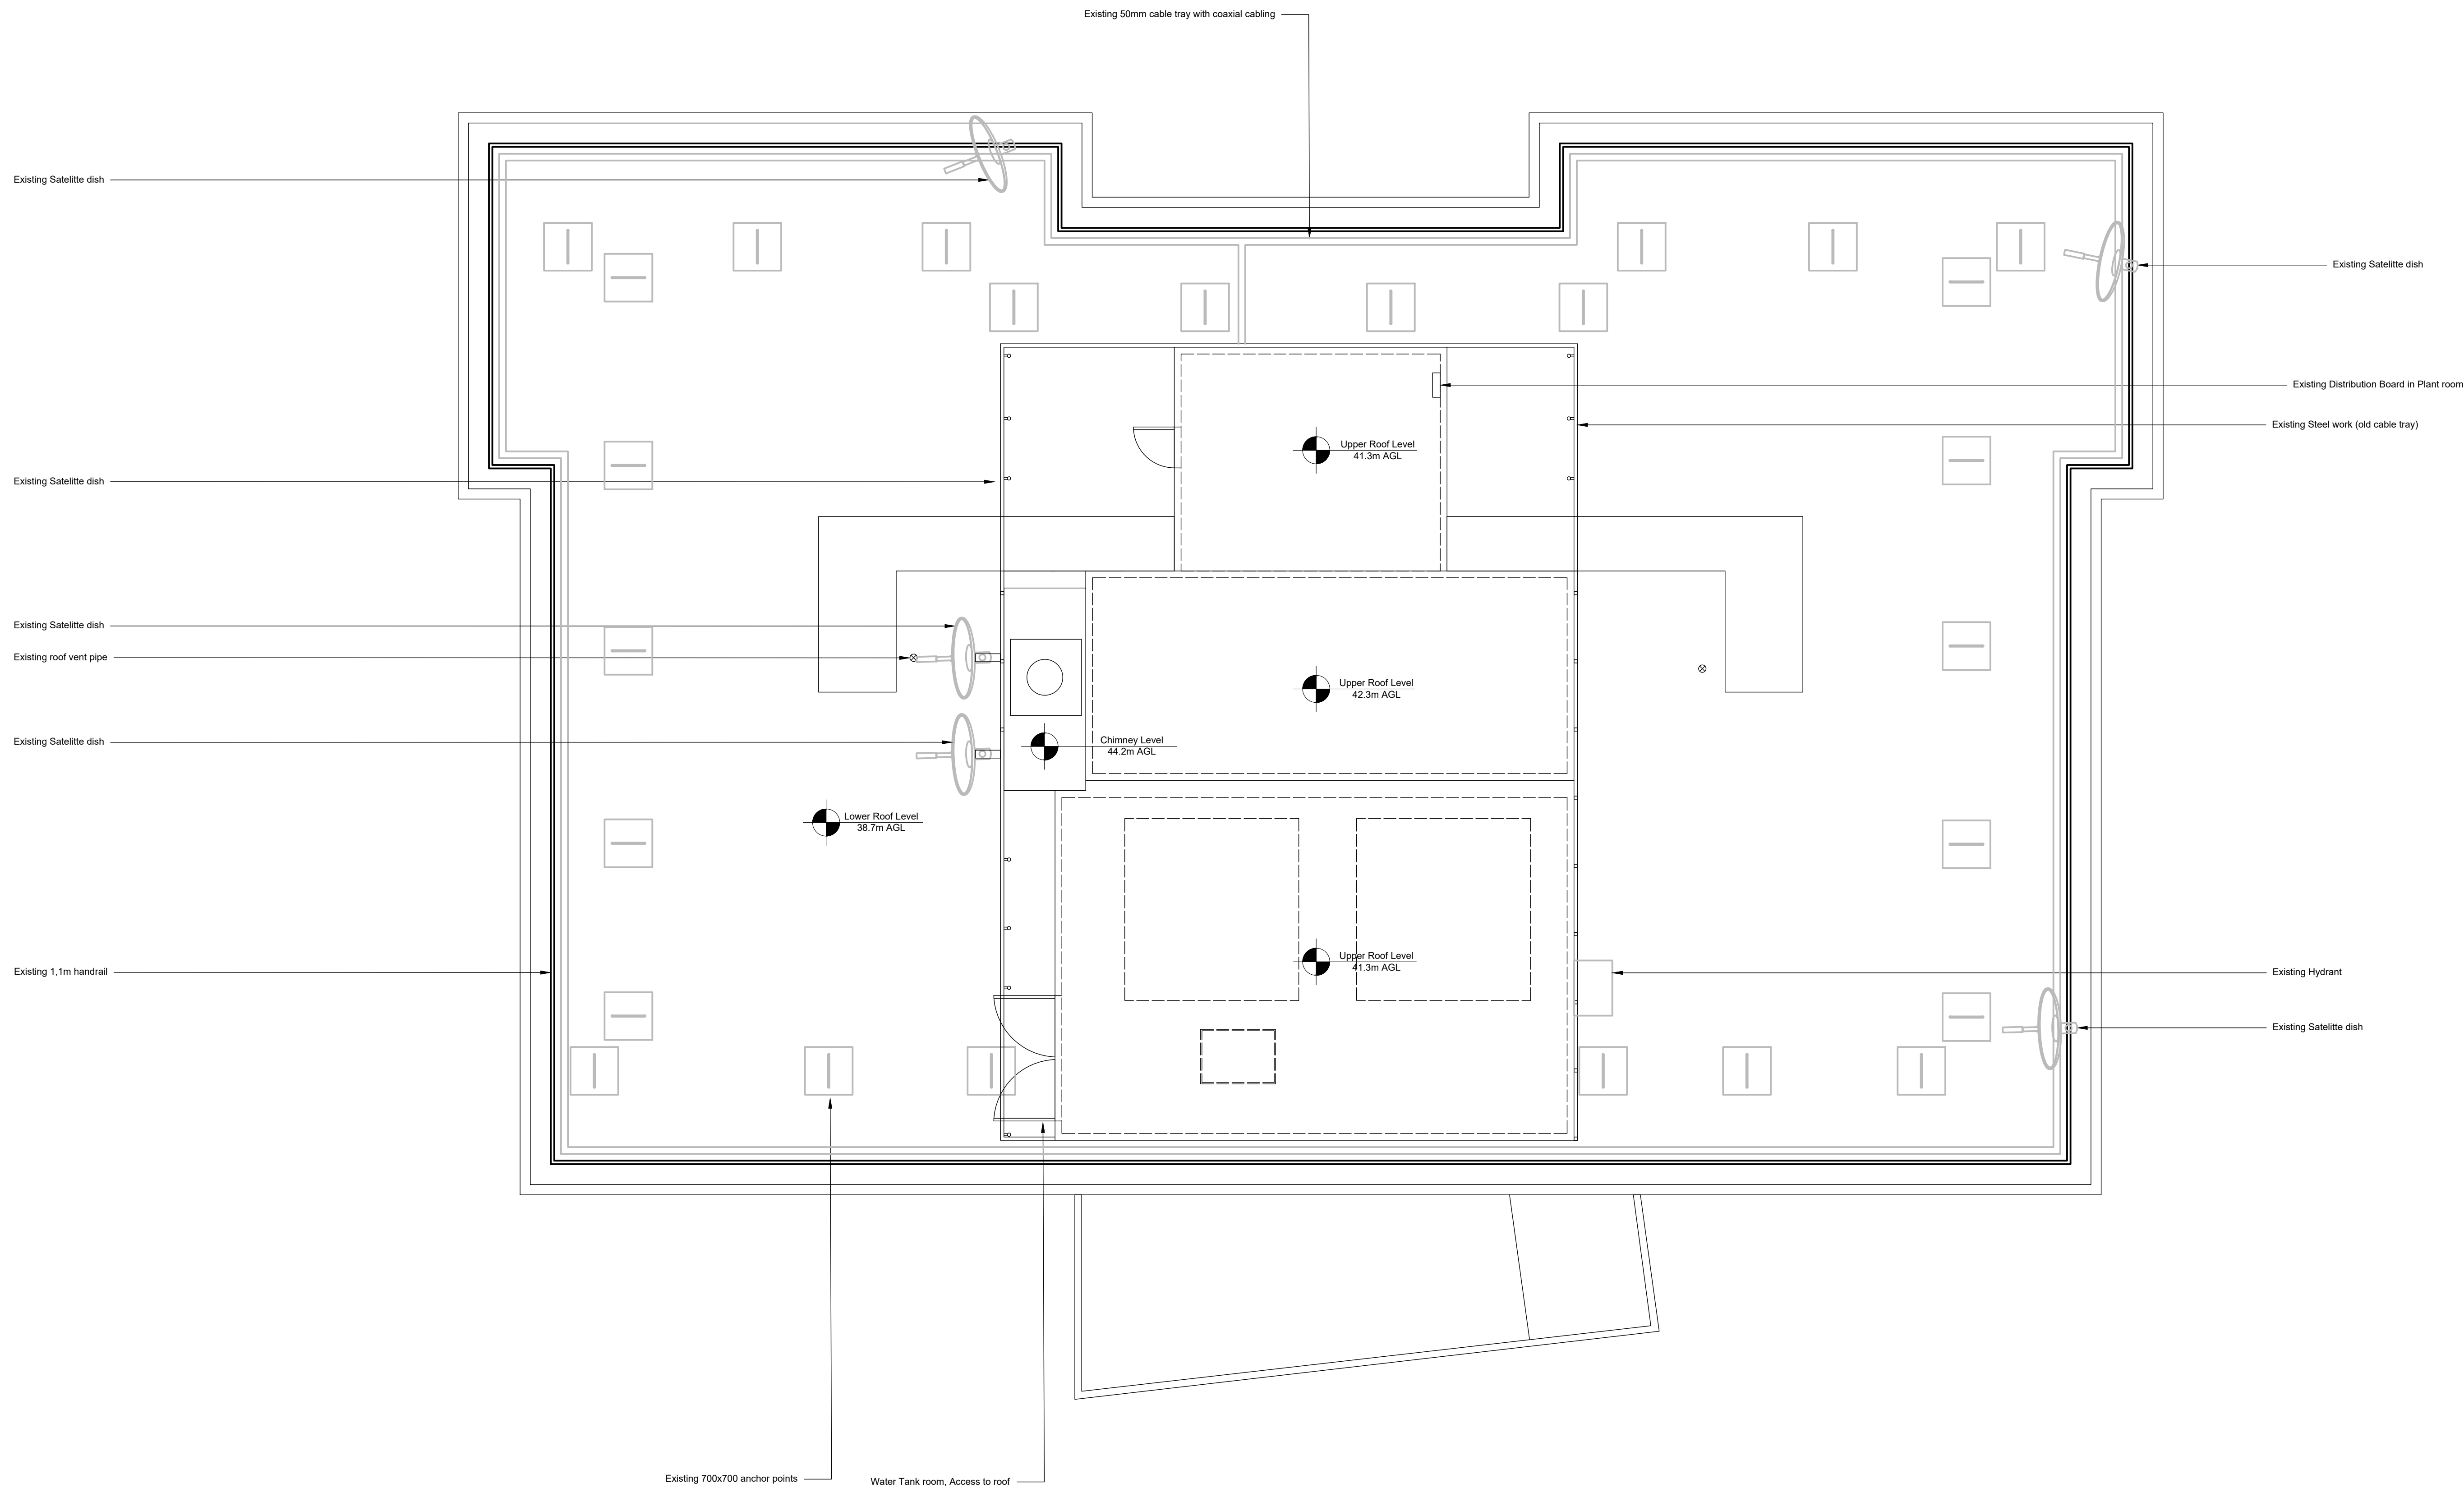 Existing 50mm cable tray with coaxial cabling
Existing Satelitte dish
Existing Satelitte dish
Existing Distribution Board in Plant room
Existing Steel work (old cable tray)
Upper Roof Level
41.3m AGL
Existing Satelitte dish
Existing Satelitte dish
Existing roof vent pipe
Upper Roof Level
42.3m AGL
Existing Satelitte dish
Chimney Level
44.2m AGL
Lower Roof Level
38.7m AGL
Upper Roof Level
41.3m AGL
Existing 1,1m handrail
Existing Hydrant
Existing Satelitte dish
Existing 700x700 anchor points
Water Tank room, Access to roof